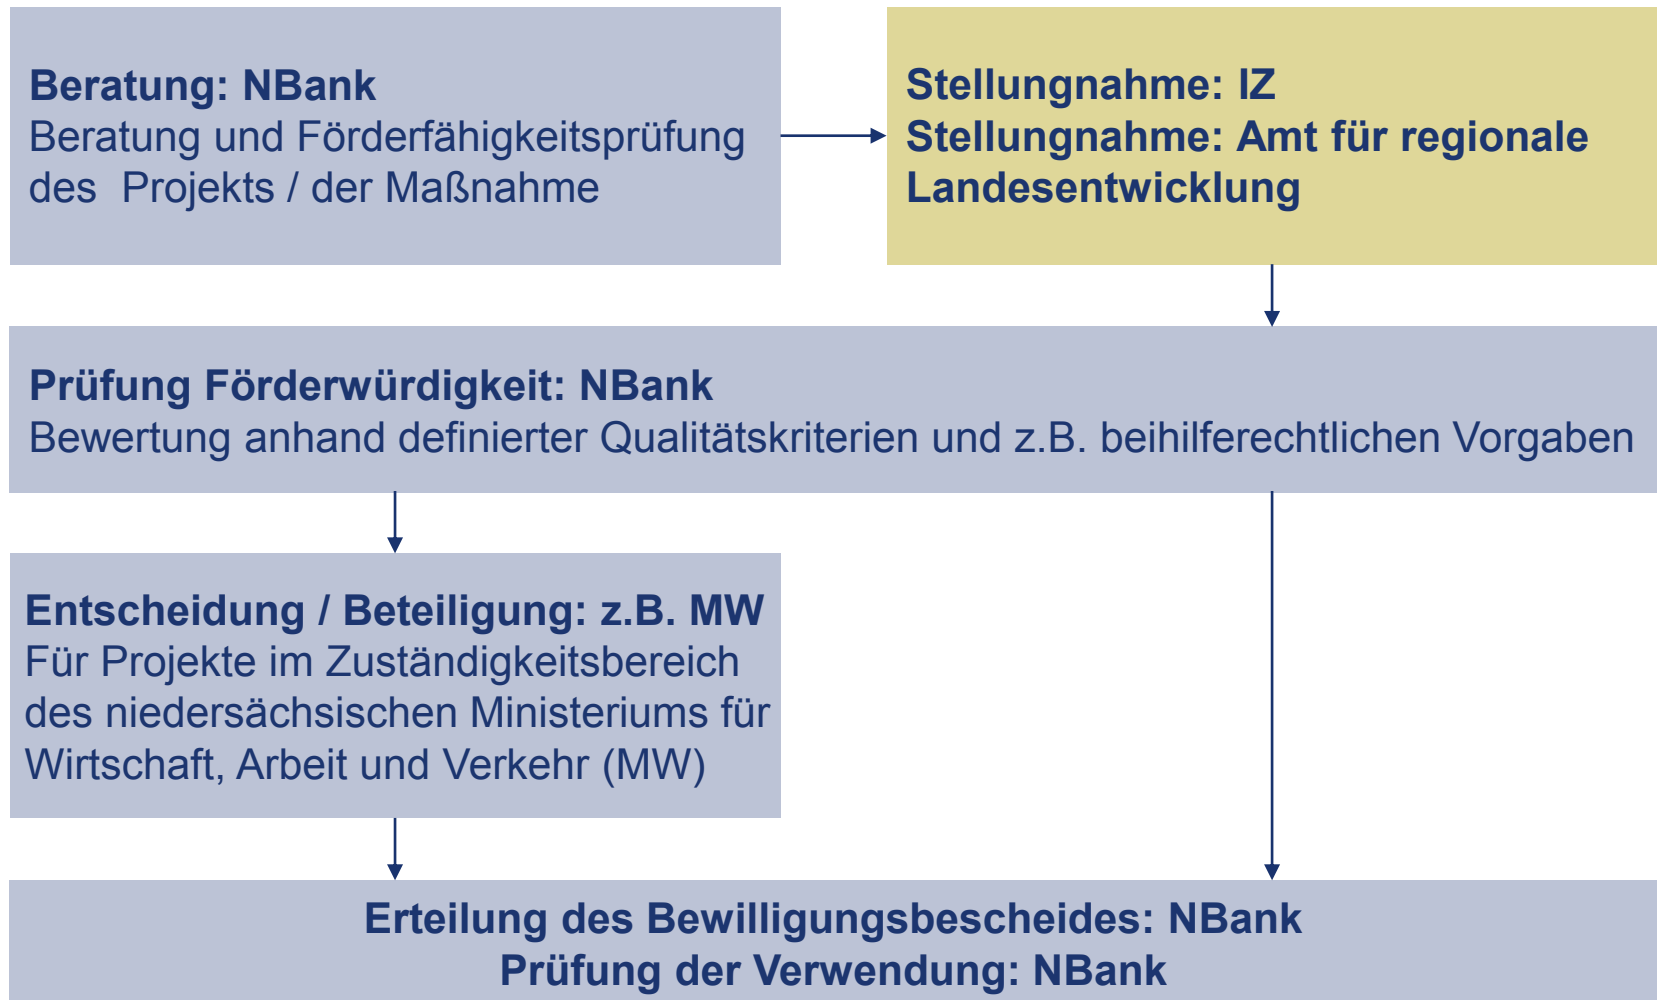 Beratung: NBank
Beratung und Förderfähigkeitsprüfung
des  Projekts / der Maßnahme
Stellungnahme: IZ
Stellungnahme: Amt für regionale
Landesentwicklung
Prüfung Förderwürdigkeit: NBank
Bewertung anhand definierter Qualitätskriterien und z.B. beihilferechtlichen Vorgaben
Entscheidung / Beteiligung: z.B. MW
Für Projekte im Zuständigkeitsbereich
des niedersächsischen Ministeriums für
Wirtschaft, Arbeit und Verkehr (MW)
Erteilung des Bewilligungsbescheides: NBank
Prüfung der Verwendung: NBank